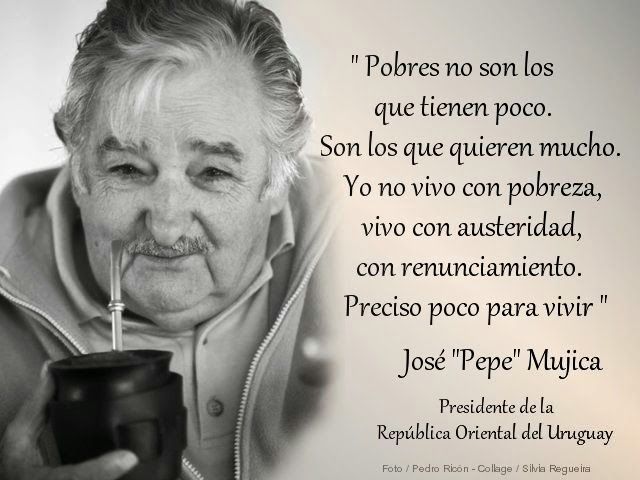 " Pobres no son los
que tienen poco.
Son los que quieren mucho.
Yo no vivo con pobreza,
vivo con austeridad,
con renunciamiento.
Preciso poco para vivir "
José "Pepe" Mujica
Presidente de la
República Oriental del Uruguay
Foto / Pedro Ricón - Collage / Silvia Regueira